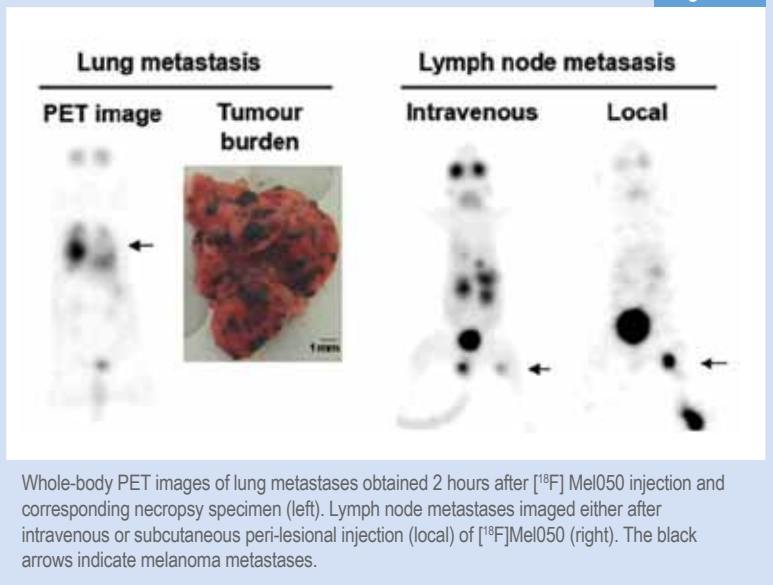 Lung metastasis
Lymph node metasasis
PET image
Tumour
burden
Intravenous
Local
1 mm
Whole-body PET images of lung metastases obtained 2 hours after [¹⁸F] Mel050 injection and
corresponding necropsy specimen (left). Lymph node metastases imaged either after
intravenous or subcutaneous peri-lesional injection (local) of [¹⁸F]Mel050 (right). The black
arrows indicate melanoma metastases.